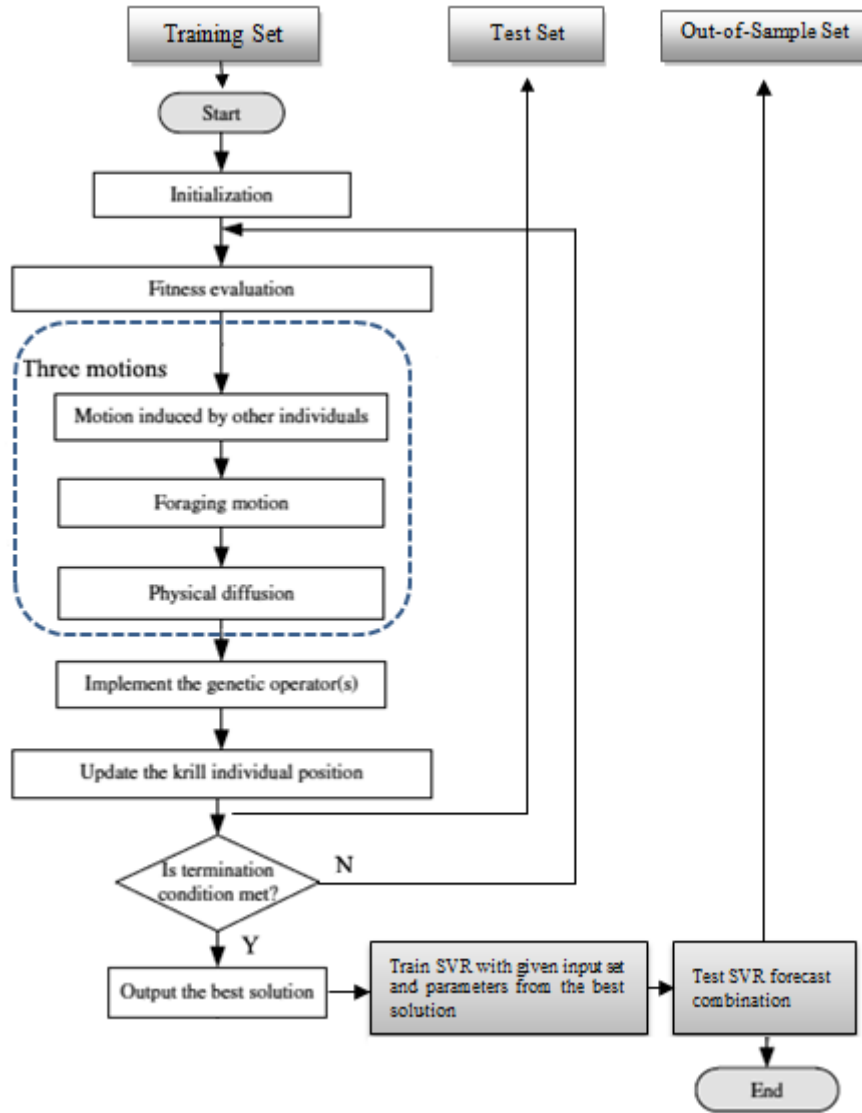 Training Set
Test Set
Out-of-Sample Set
Start
Initialization
Fitness evaluation
Three motions
Motion induced by other individuals
Foraging motion
Physical diffusion
Implement the genetic operator(s)
Update the krill individual position
Is termination
condition met?
N
Y
Output the best solution
Train SVR with given input set
and parameters from the best
solution
Test SVR forecast
combination
End